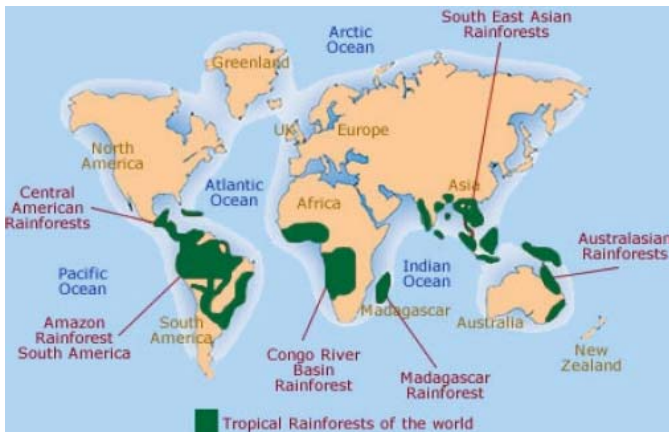 South East Asian
Rainforests
Arctic
Ocean
Greenland
UK
Europe
North
America
Central
American
Rainforests
Atlantic
Ocean
Africa
Asia
Australasian
Rainforests
Pacific
Ocean
Indian
Ocean
Madagascar
Amazon
Rainforest
South America
South
America
Congo River
Basin
Rainforest
Madagascar
Rainforest
Australia
New
Zealand
Tropical Rainforests of the world